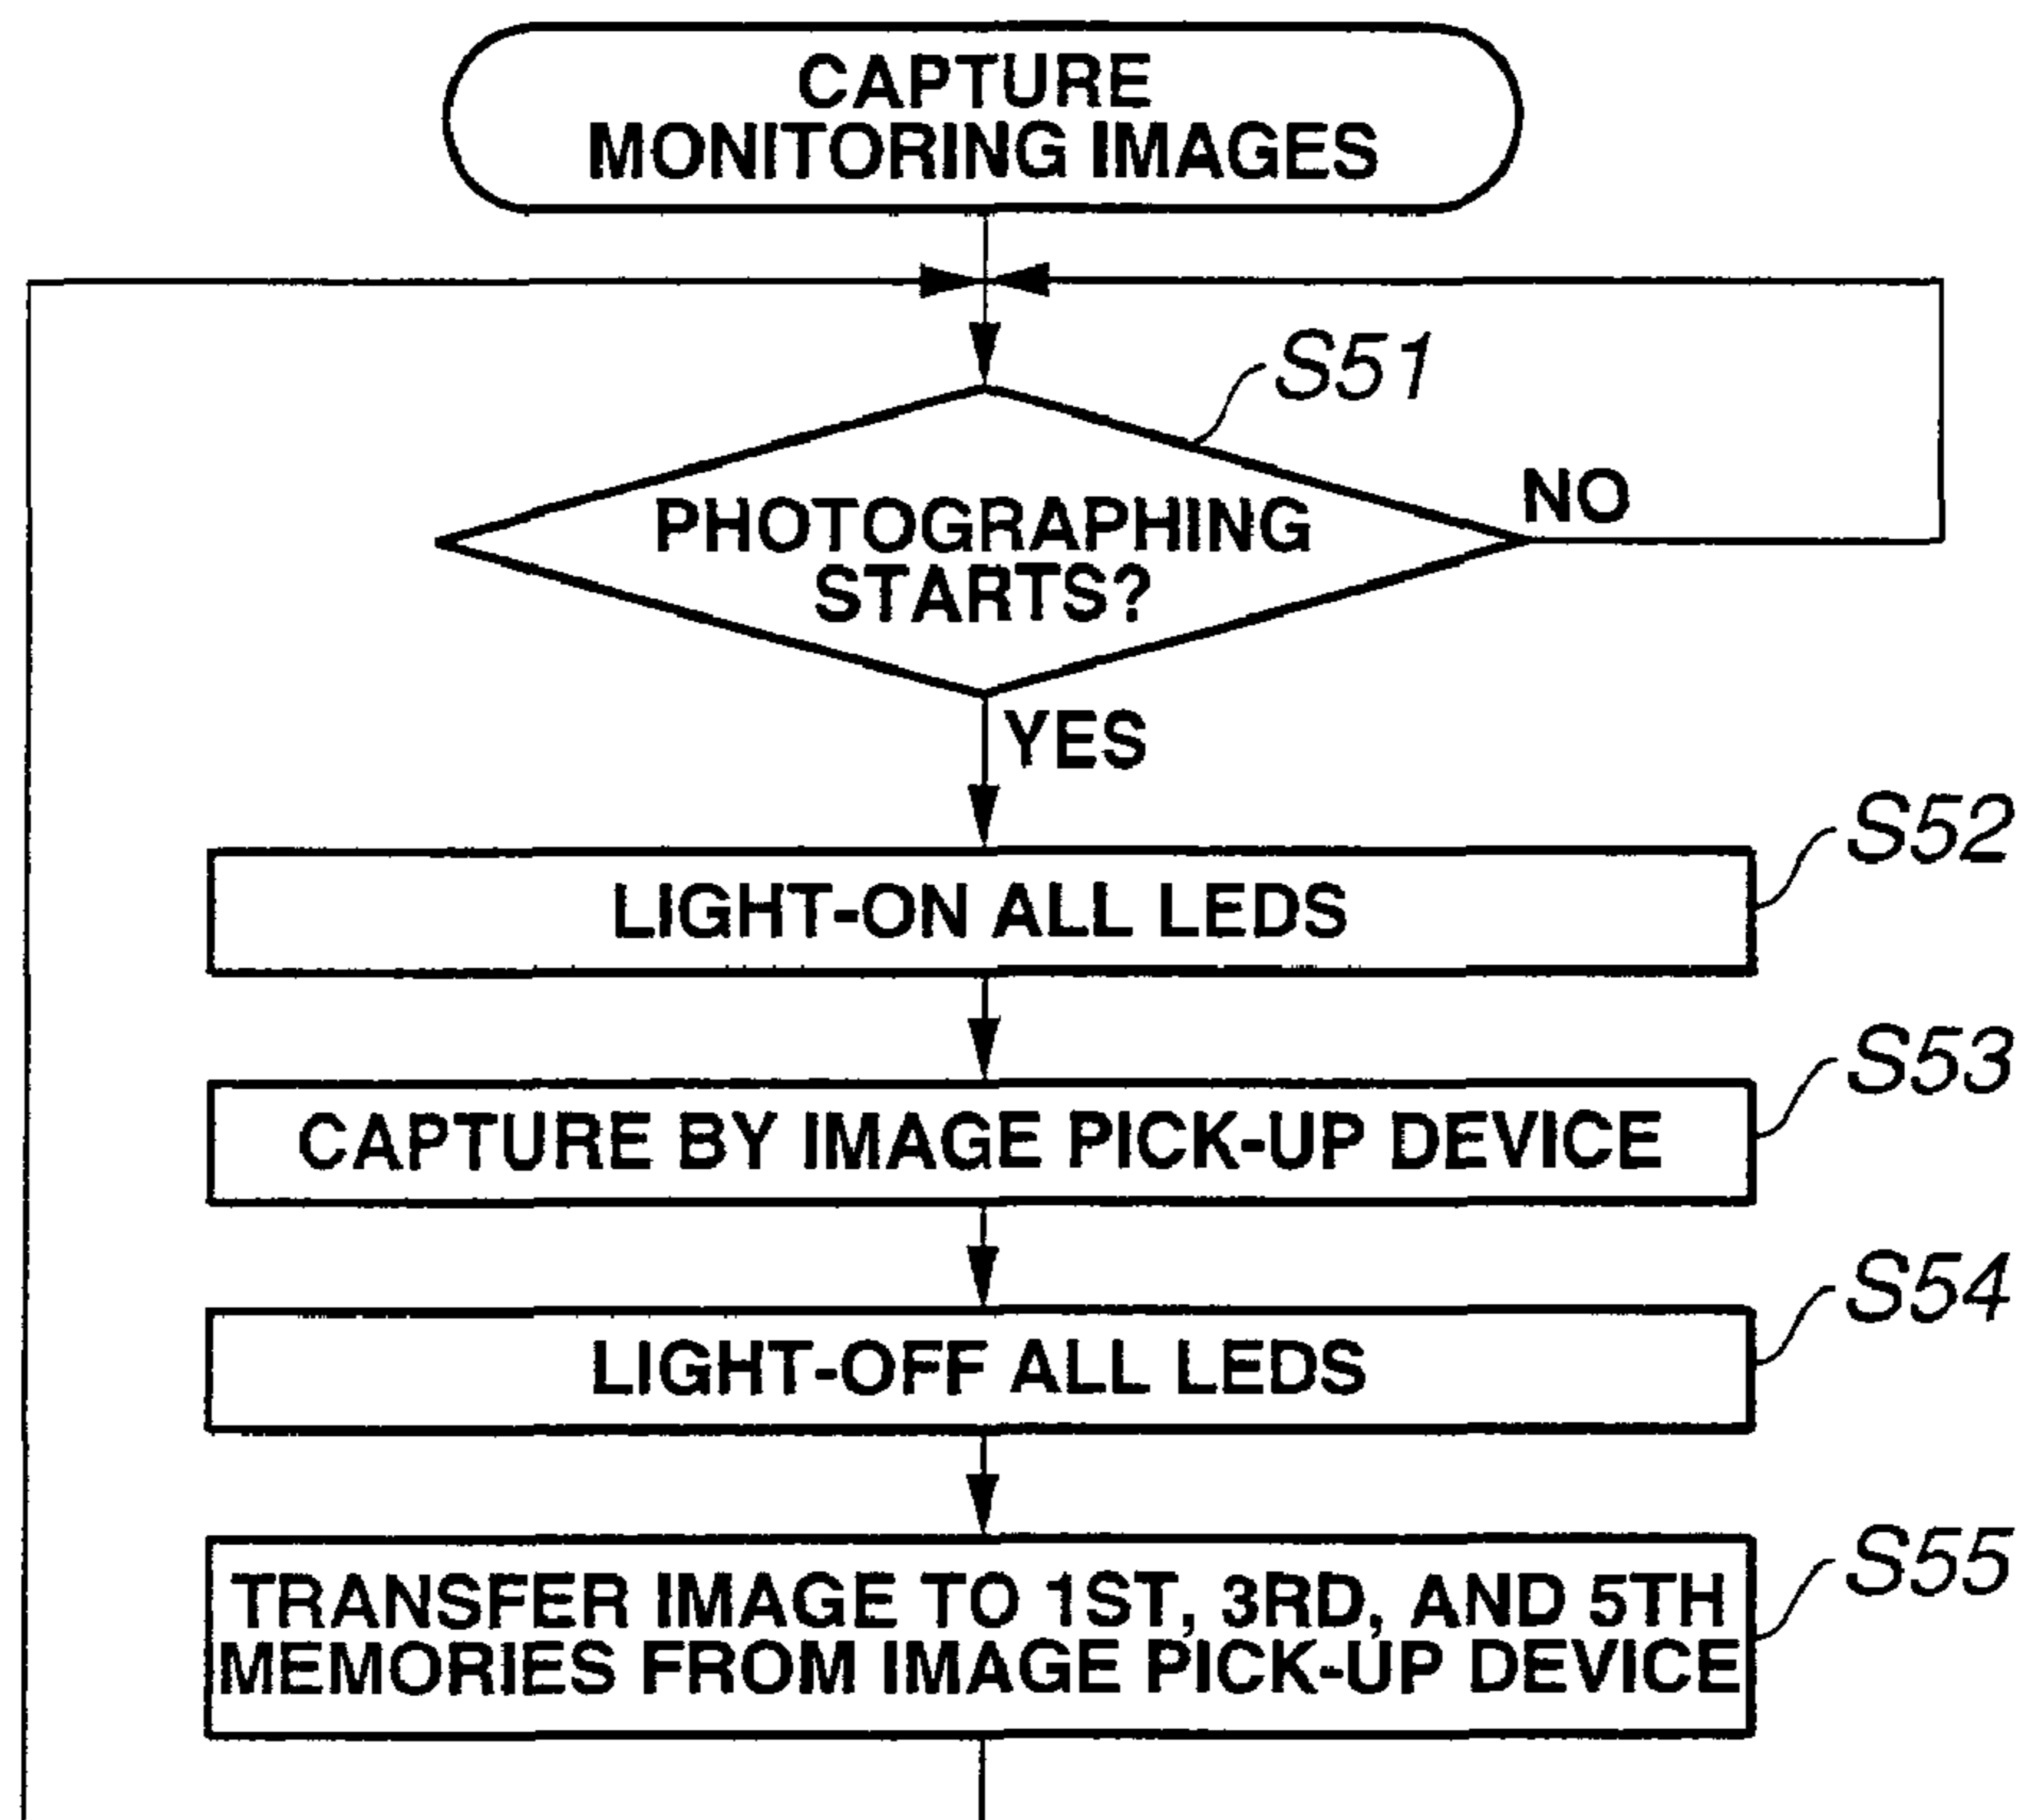 CAPTURE
MONITORING IMAGES
S51
PHOTOGRAPHING
STARTS?
NO
YES
S52
LIGHT-ON ALL LEDS
S53
CAPTURE BY IMAGE PICK-UP DEVICE
S54
LIGHT-OFF ALL LEDS
S55
TRANSFER IMAGE TO 1ST, 3RD, AND 5TH
MEMORIES FROM IMAGE PICK-UP DEVICE